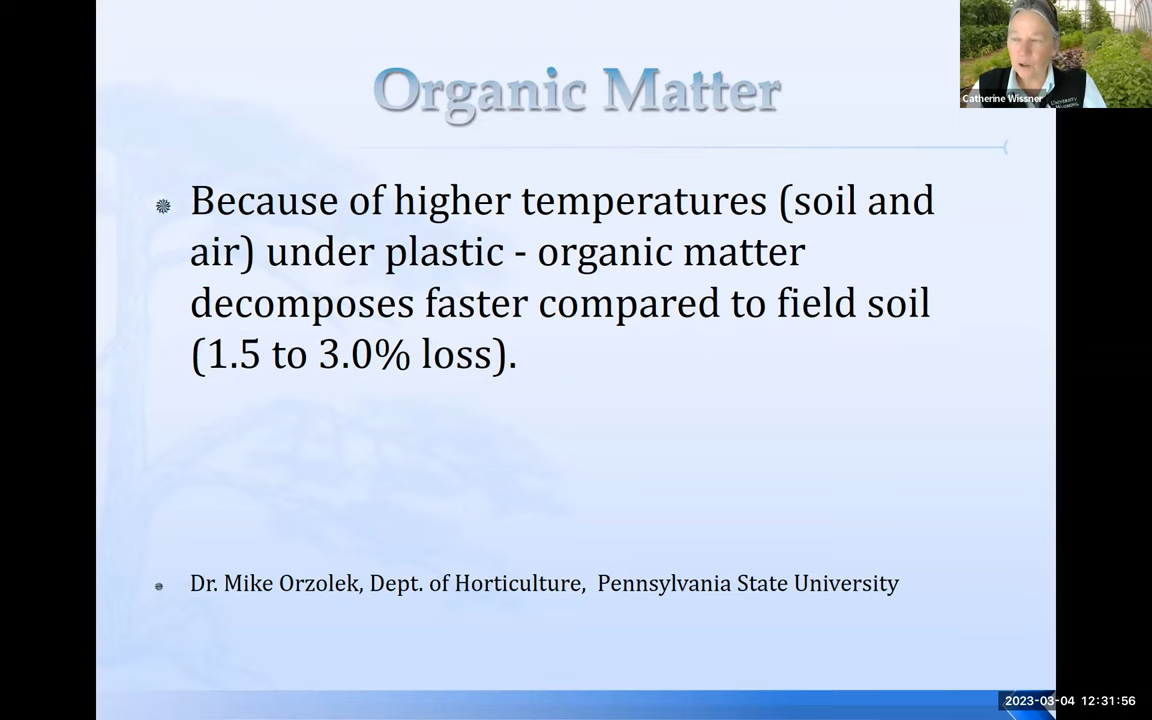 Organic Matter
Catherine Wissner
UNIVERSITY
Because of higher temperatures (soil and
air) under plastic - organic matter
decomposes faster compared to field soil
(1.5 to 3.0% loss).
Dr. Mike Orzolek, Dept. of Horticulture, Pennsylvania State University
2023-03-04 12:31:56